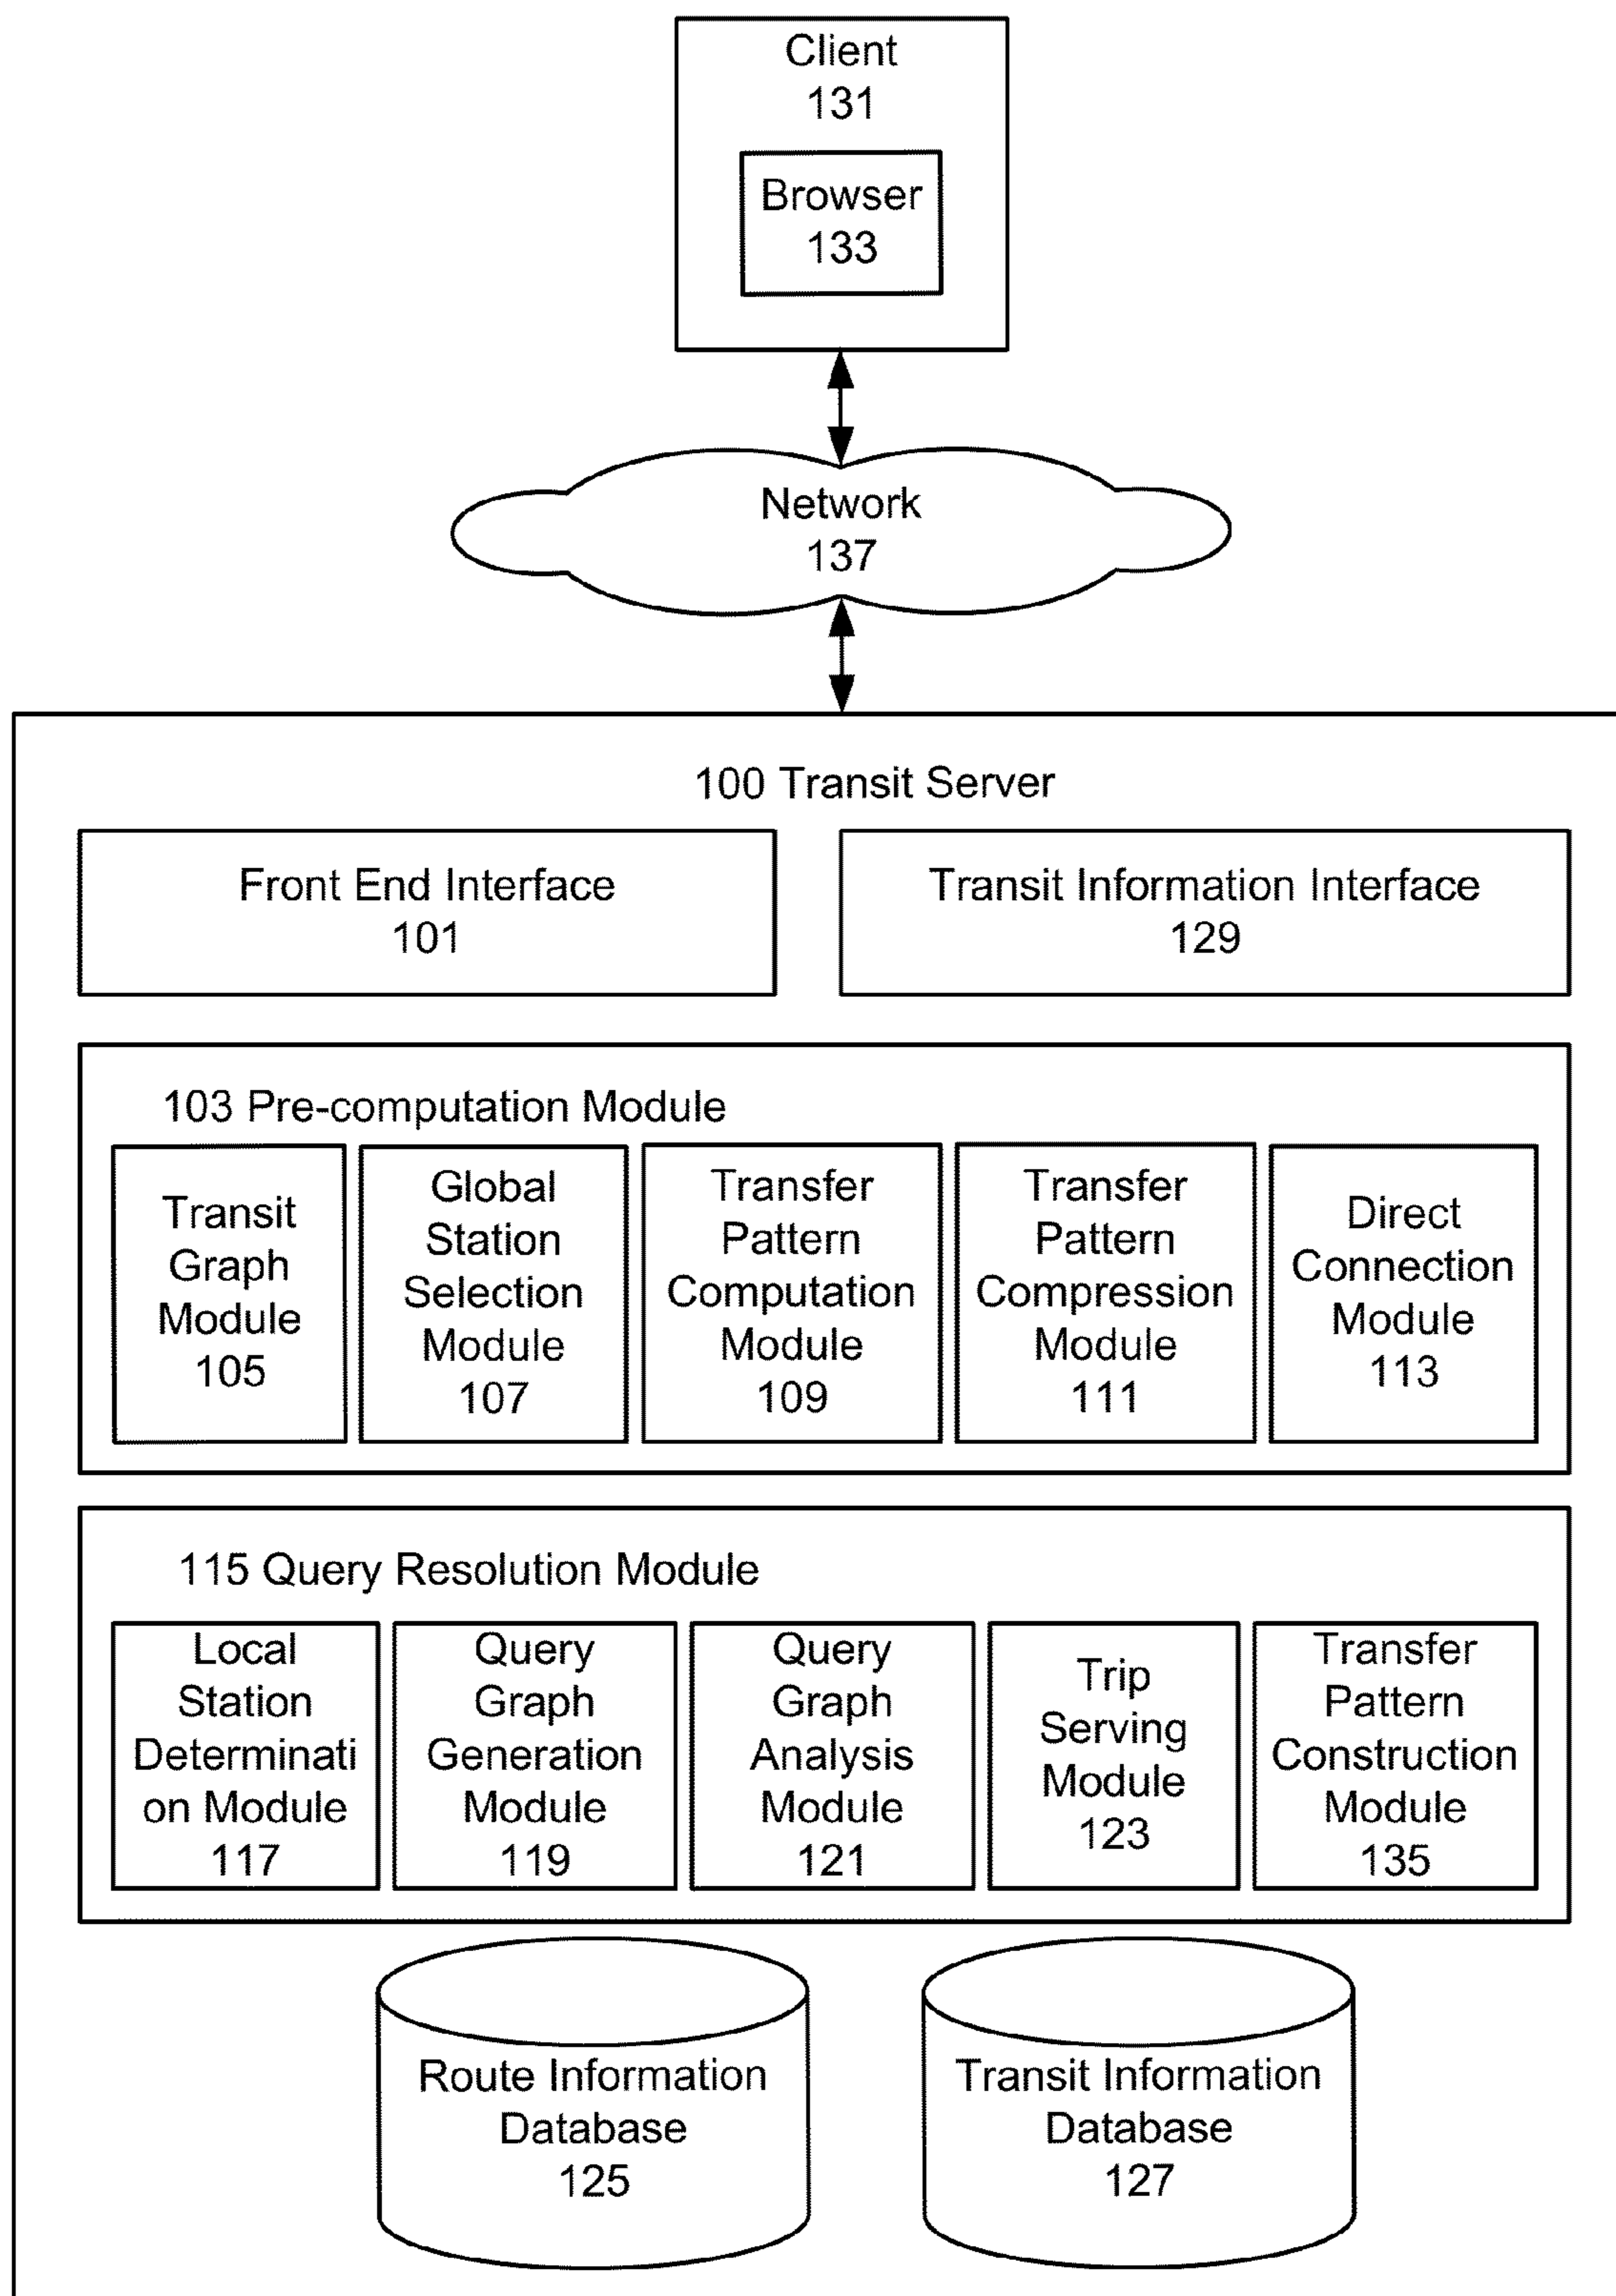 Client
131
Browser
133
Network
137
100 Transit Server
Front End Interface
101
Transit Information Interface
129
103 Pre-computation Module
Transit
Graph
Module
105
Global
Station
Selection
Module
107
Transfer
Pattern
Computation
Module
109
Transfer
Pattern
Compression
Module
111
Direct
Connection
Module
113
115 Query Resolution Module
Local
Station
Determinati
on Module
117
Query
Graph
Generation
Module
119
Query
Graph
Analysis
Module
121
Trip
Serving
Module
123
Transfer
Pattern
Construction
Module
135
Route Information
Database
125
Transit Information
Database
127